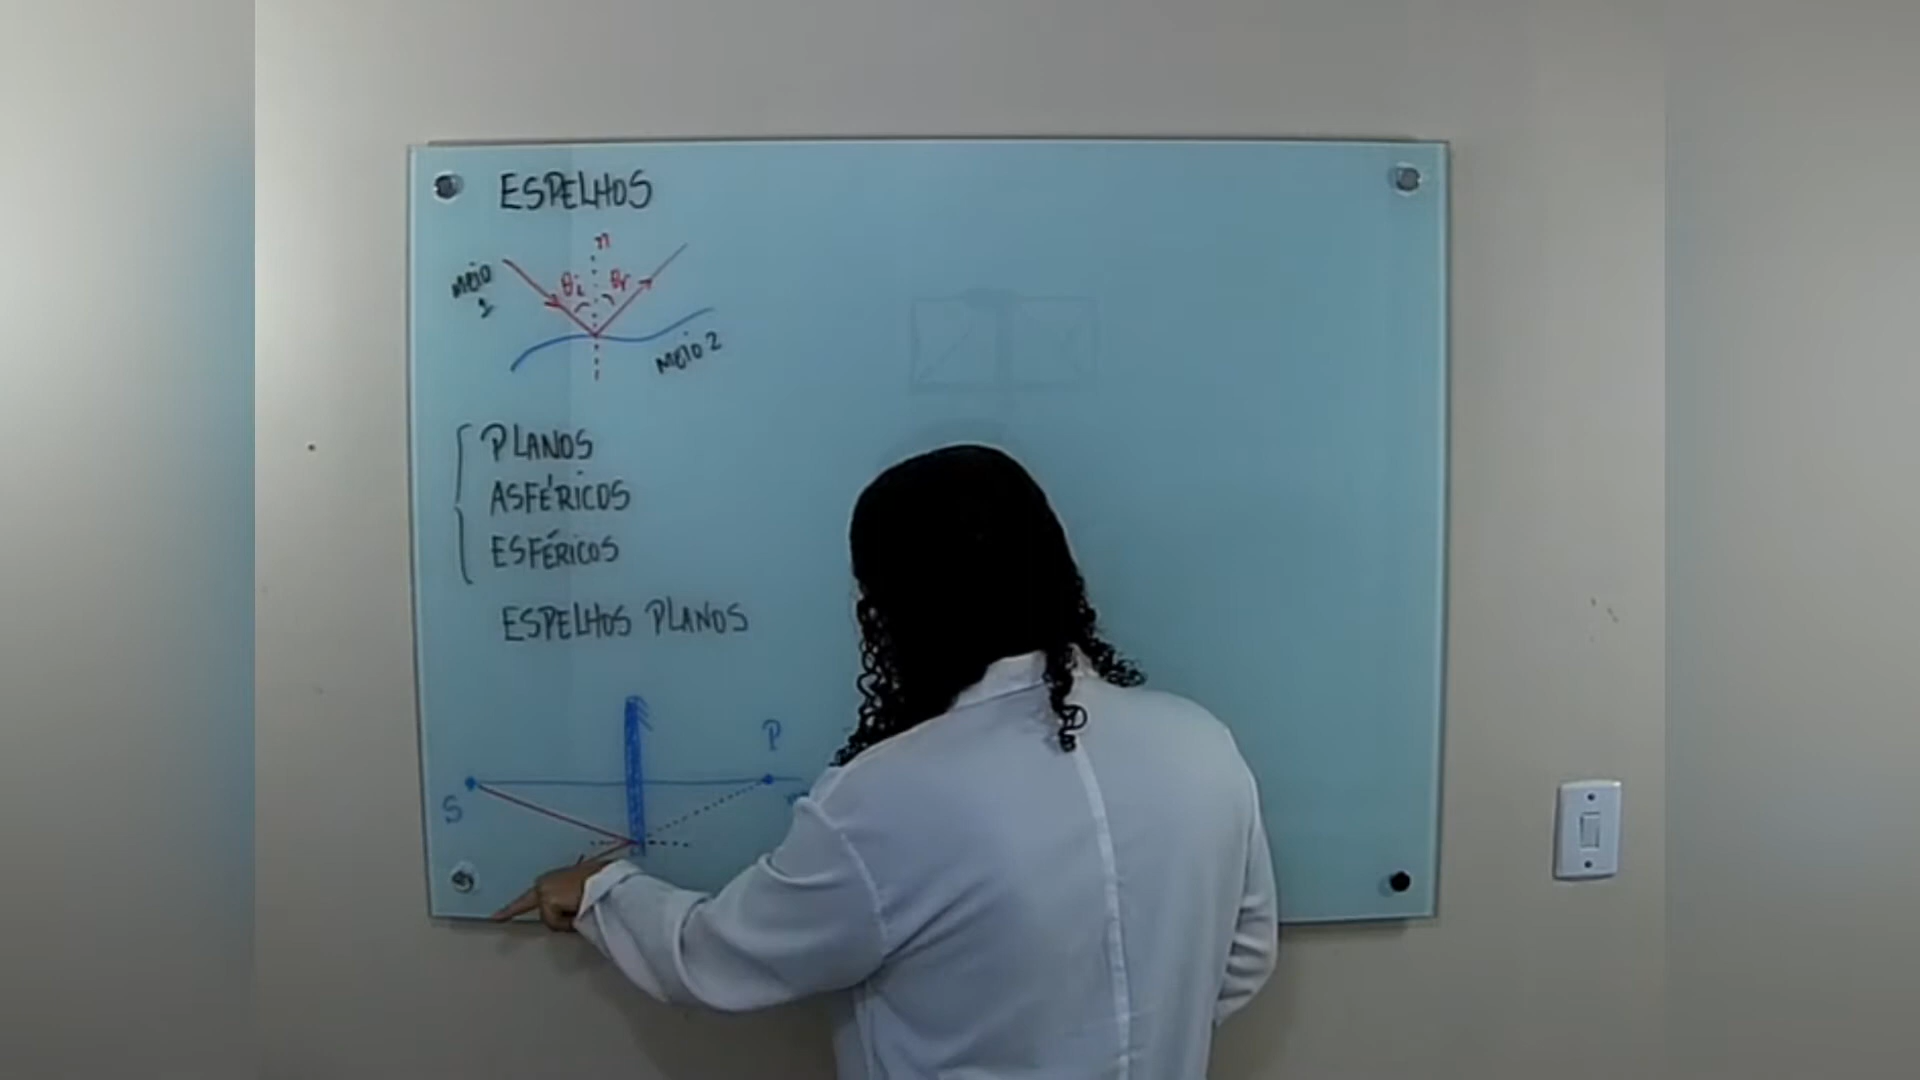 ESPELHOS
n
θi θr
MEIO
1
MEIO 2
PLANOS
ASFÉRICOS
ESFÉRICOS
ESPELHOS PLANOS
P
S